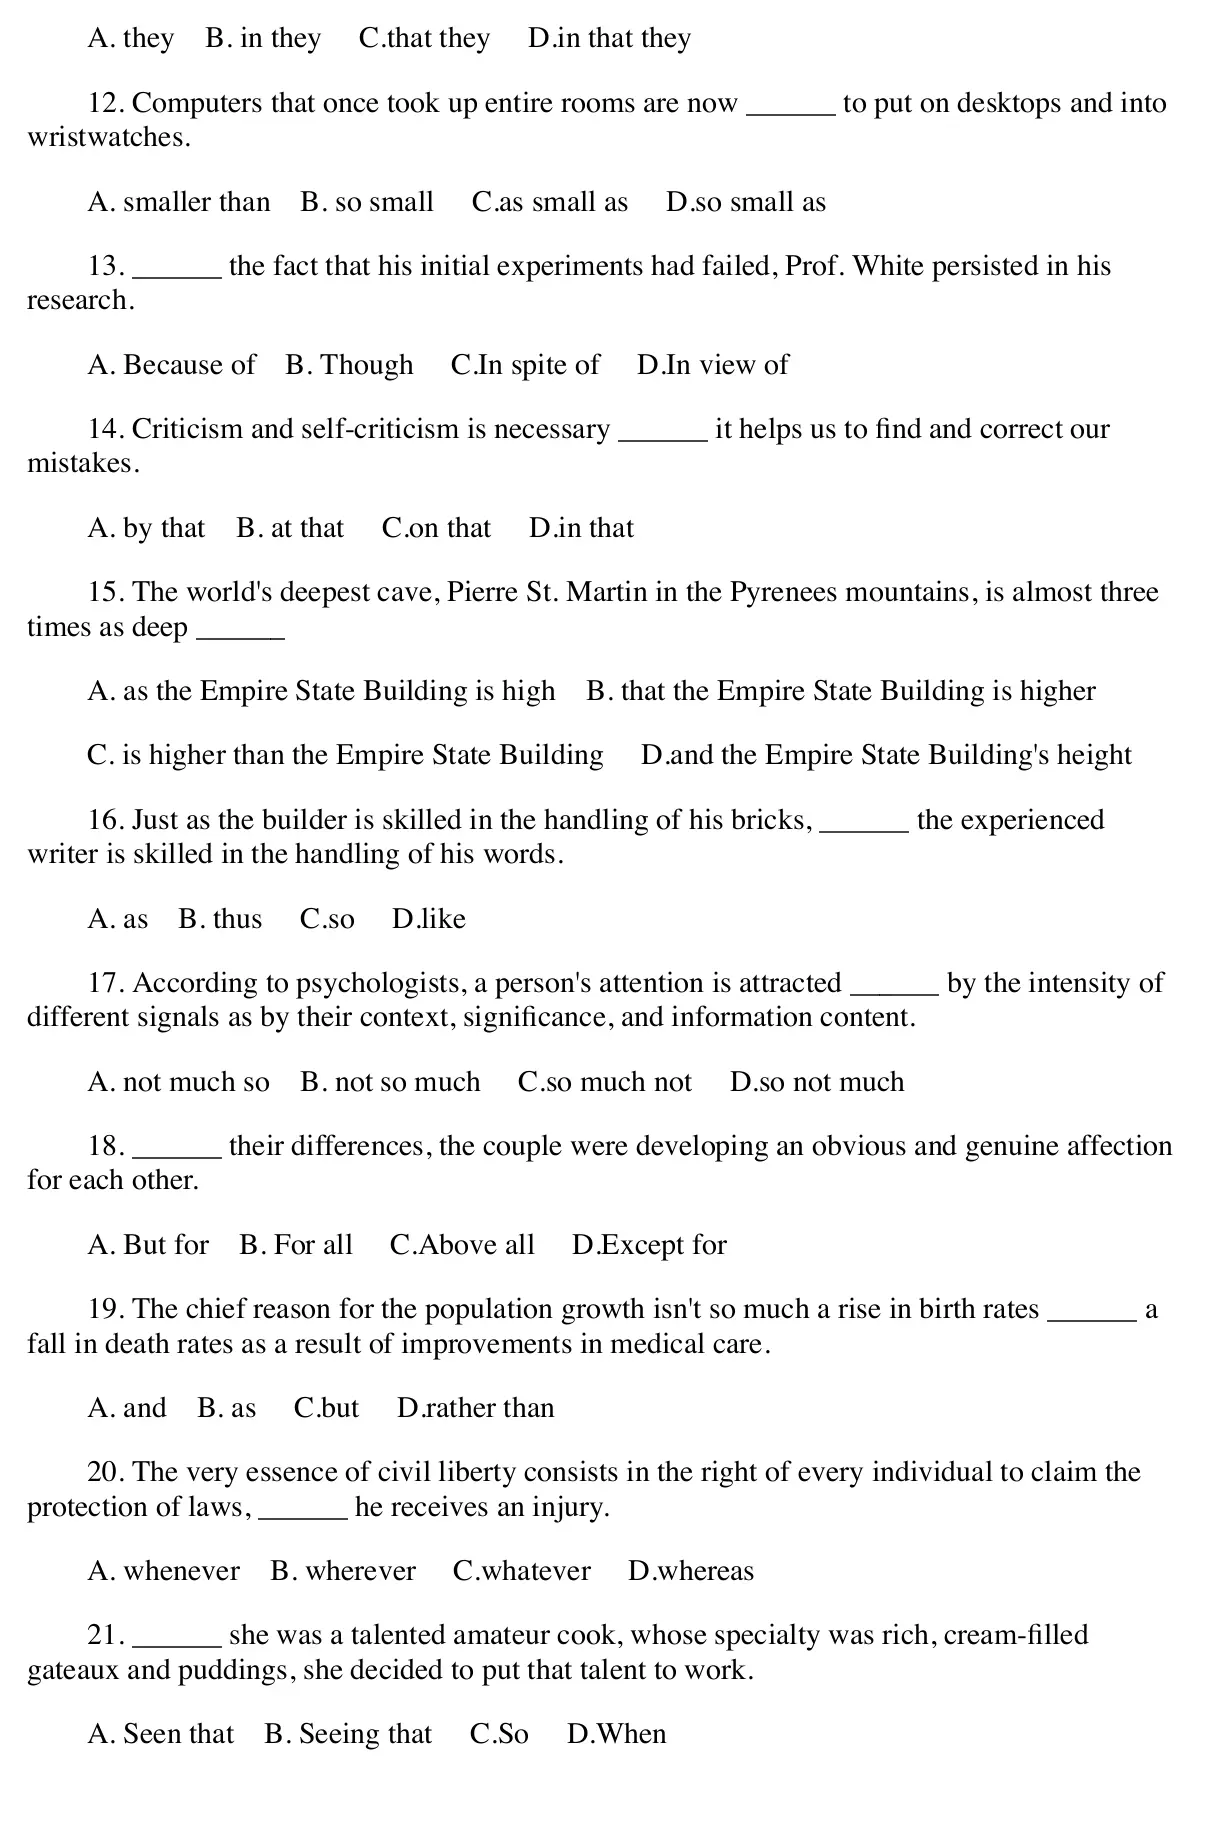 A. they B. in they C.that they D.in that they
12. Computers that once took up entire rooms are now ______ to put on desktops and into
wristwatches.
A. smaller than B. so small C.as small as D.so small as
13. ______ the fact that his initial experiments had failed, Prof. White persisted in his
research.
A. Because of B. Though C.In spite of D.In view of
14. Criticism and self-criticism is necessary ______ it helps us to find and correct our
mistakes.
A. by that B. at that C.on that D.in that
15. The world's deepest cave, Pierre St. Martin in the Pyrenees mountains, is almost three
times as deep ______
A. as the Empire State Building is high B. that the Empire State Building is higher
C. is higher than the Empire State Building D.and the Empire State Building's height
16. Just as the builder is skilled in the handling of his bricks, ______ the experienced
writer is skilled in the handling of his words.
A. as B. thus C.so D.like
17. According to psychologists, a person's attention is attracted ______ by the intensity of
different signals as by their context, significance, and information content.
A. not much so B. not so much C.so much not D.so not much
18. ______ their differences, the couple were developing an obvious and genuine affection
for each other.
A. But for B. For all C.Above all D.Except for
19. The chief reason for the population growth isn't so much a rise in birth rates ______ a
fall in death rates as a result of improvements in medical care.
A. and B. as C.but D.rather than
20. The very essence of civil liberty consists in the right of every individual to claim the
protection of laws, ______ he receives an injury.
A. whenever B. wherever C.whatever D.whereas
21. ______ she was a talented amateur cook, whose specialty was rich, cream-filled
gateaux and puddings, she decided to put that talent to work.
A. Seen that B. Seeing that C.So D.When